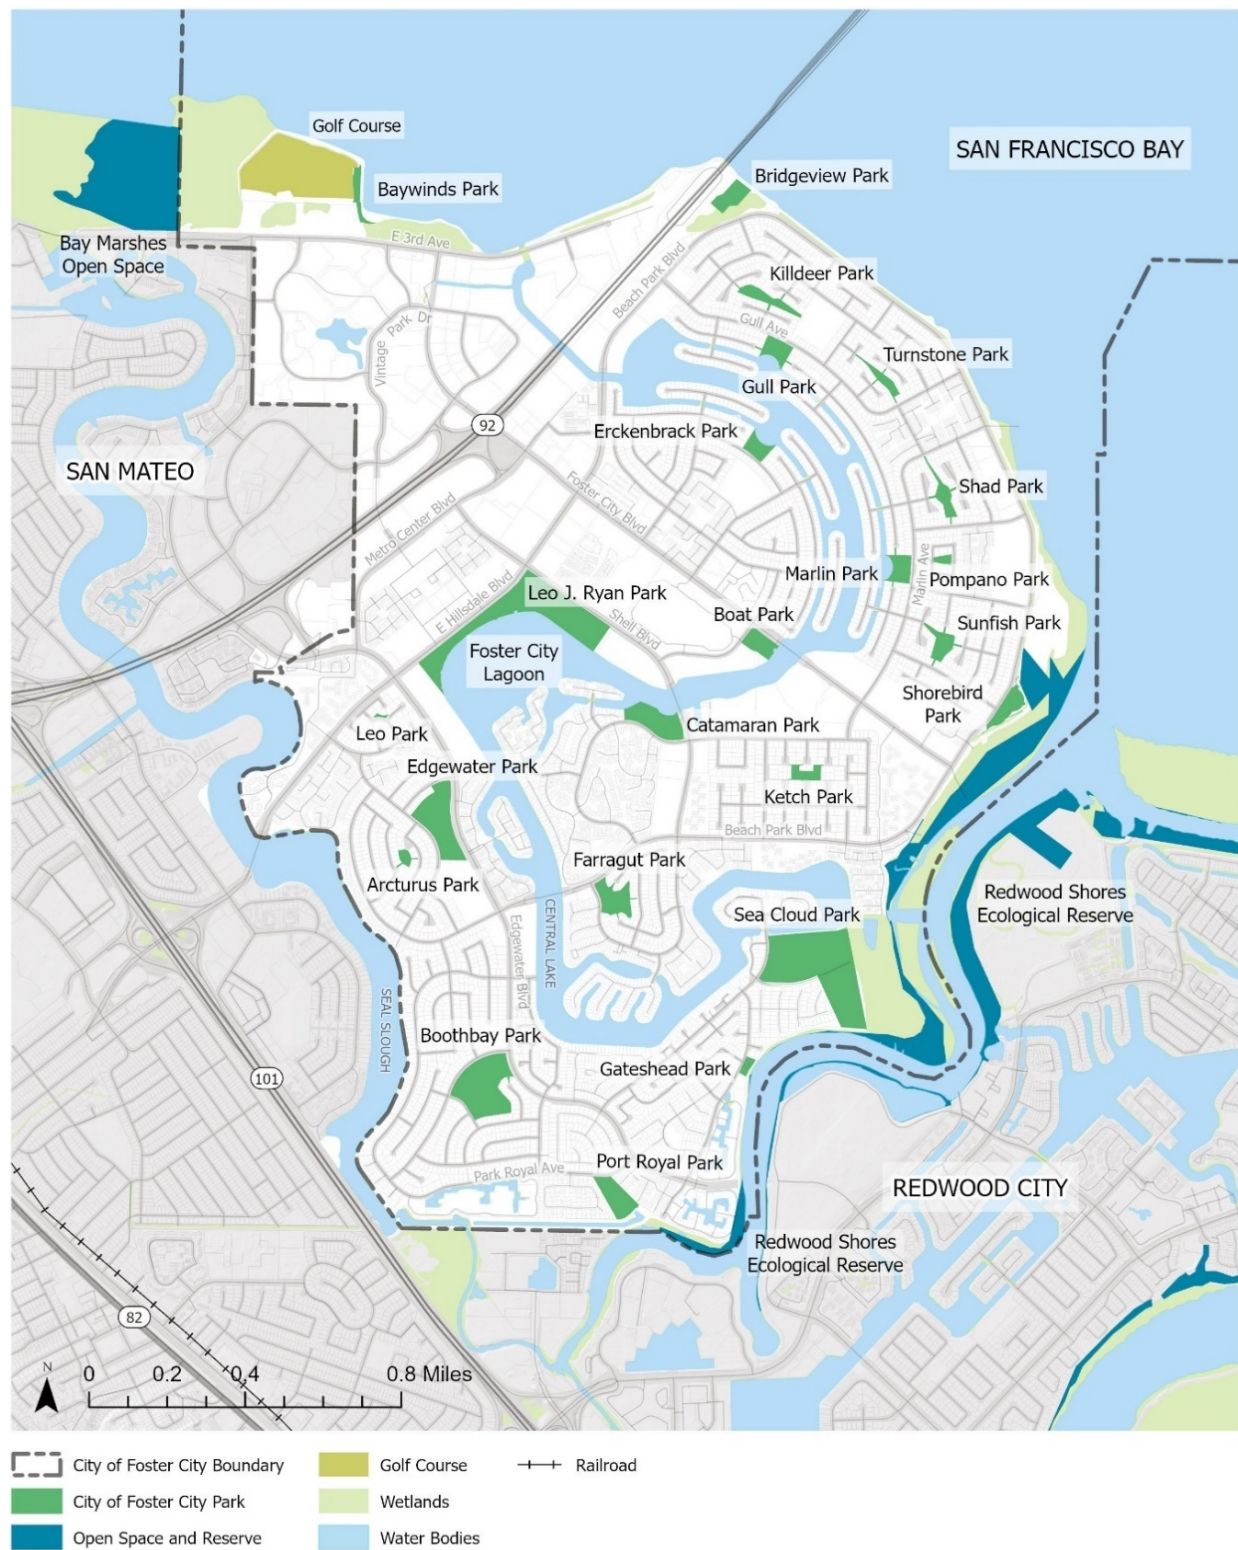 Golf Course
SAN FRANCISCO BAY
Bridgeview Park
Baywinds Park
E 3rd Ave
Bay Marshes
Open Space
Beach Park Blvd
Killdeer Park
Vintage
Park Dr
Gull Ave
Turnstone Park
Gull Park
92
Erckenbrack Park
SAN MATEO
Shad Park
Foster City Blvd
Metro Center Blvd
Marlin Park
Marlin Ave
Pompano Park
E Hillsdale Blvd
Leo J. Ryan Park
Shell Blvd
Boat Park
Sunfish Park
Foster City
Lagoon
Shorebird
Park
Leo Park
Catamaran Park
Edgewater Park
Ketch Park
Beach Park Blvd
Farragut Park
Arcturus Park
Redwood Shores
Ecological Reserve
Sea Cloud Park
Edgewater Blvd
CENTRAL LAKE
SEAL SLOUGH
Boothbay Park
Gateshead Park
101
Park Royal Ave
Port Royal Park
REDWOOD CITY
Redwood Shores
Ecological Reserve
82
N
0 0.2 0.4 0.8 Miles
City of Foster City Boundary
Golf Course
Railroad
City of Foster City Park
Wetlands
Open Space and Reserve
Water Bodies